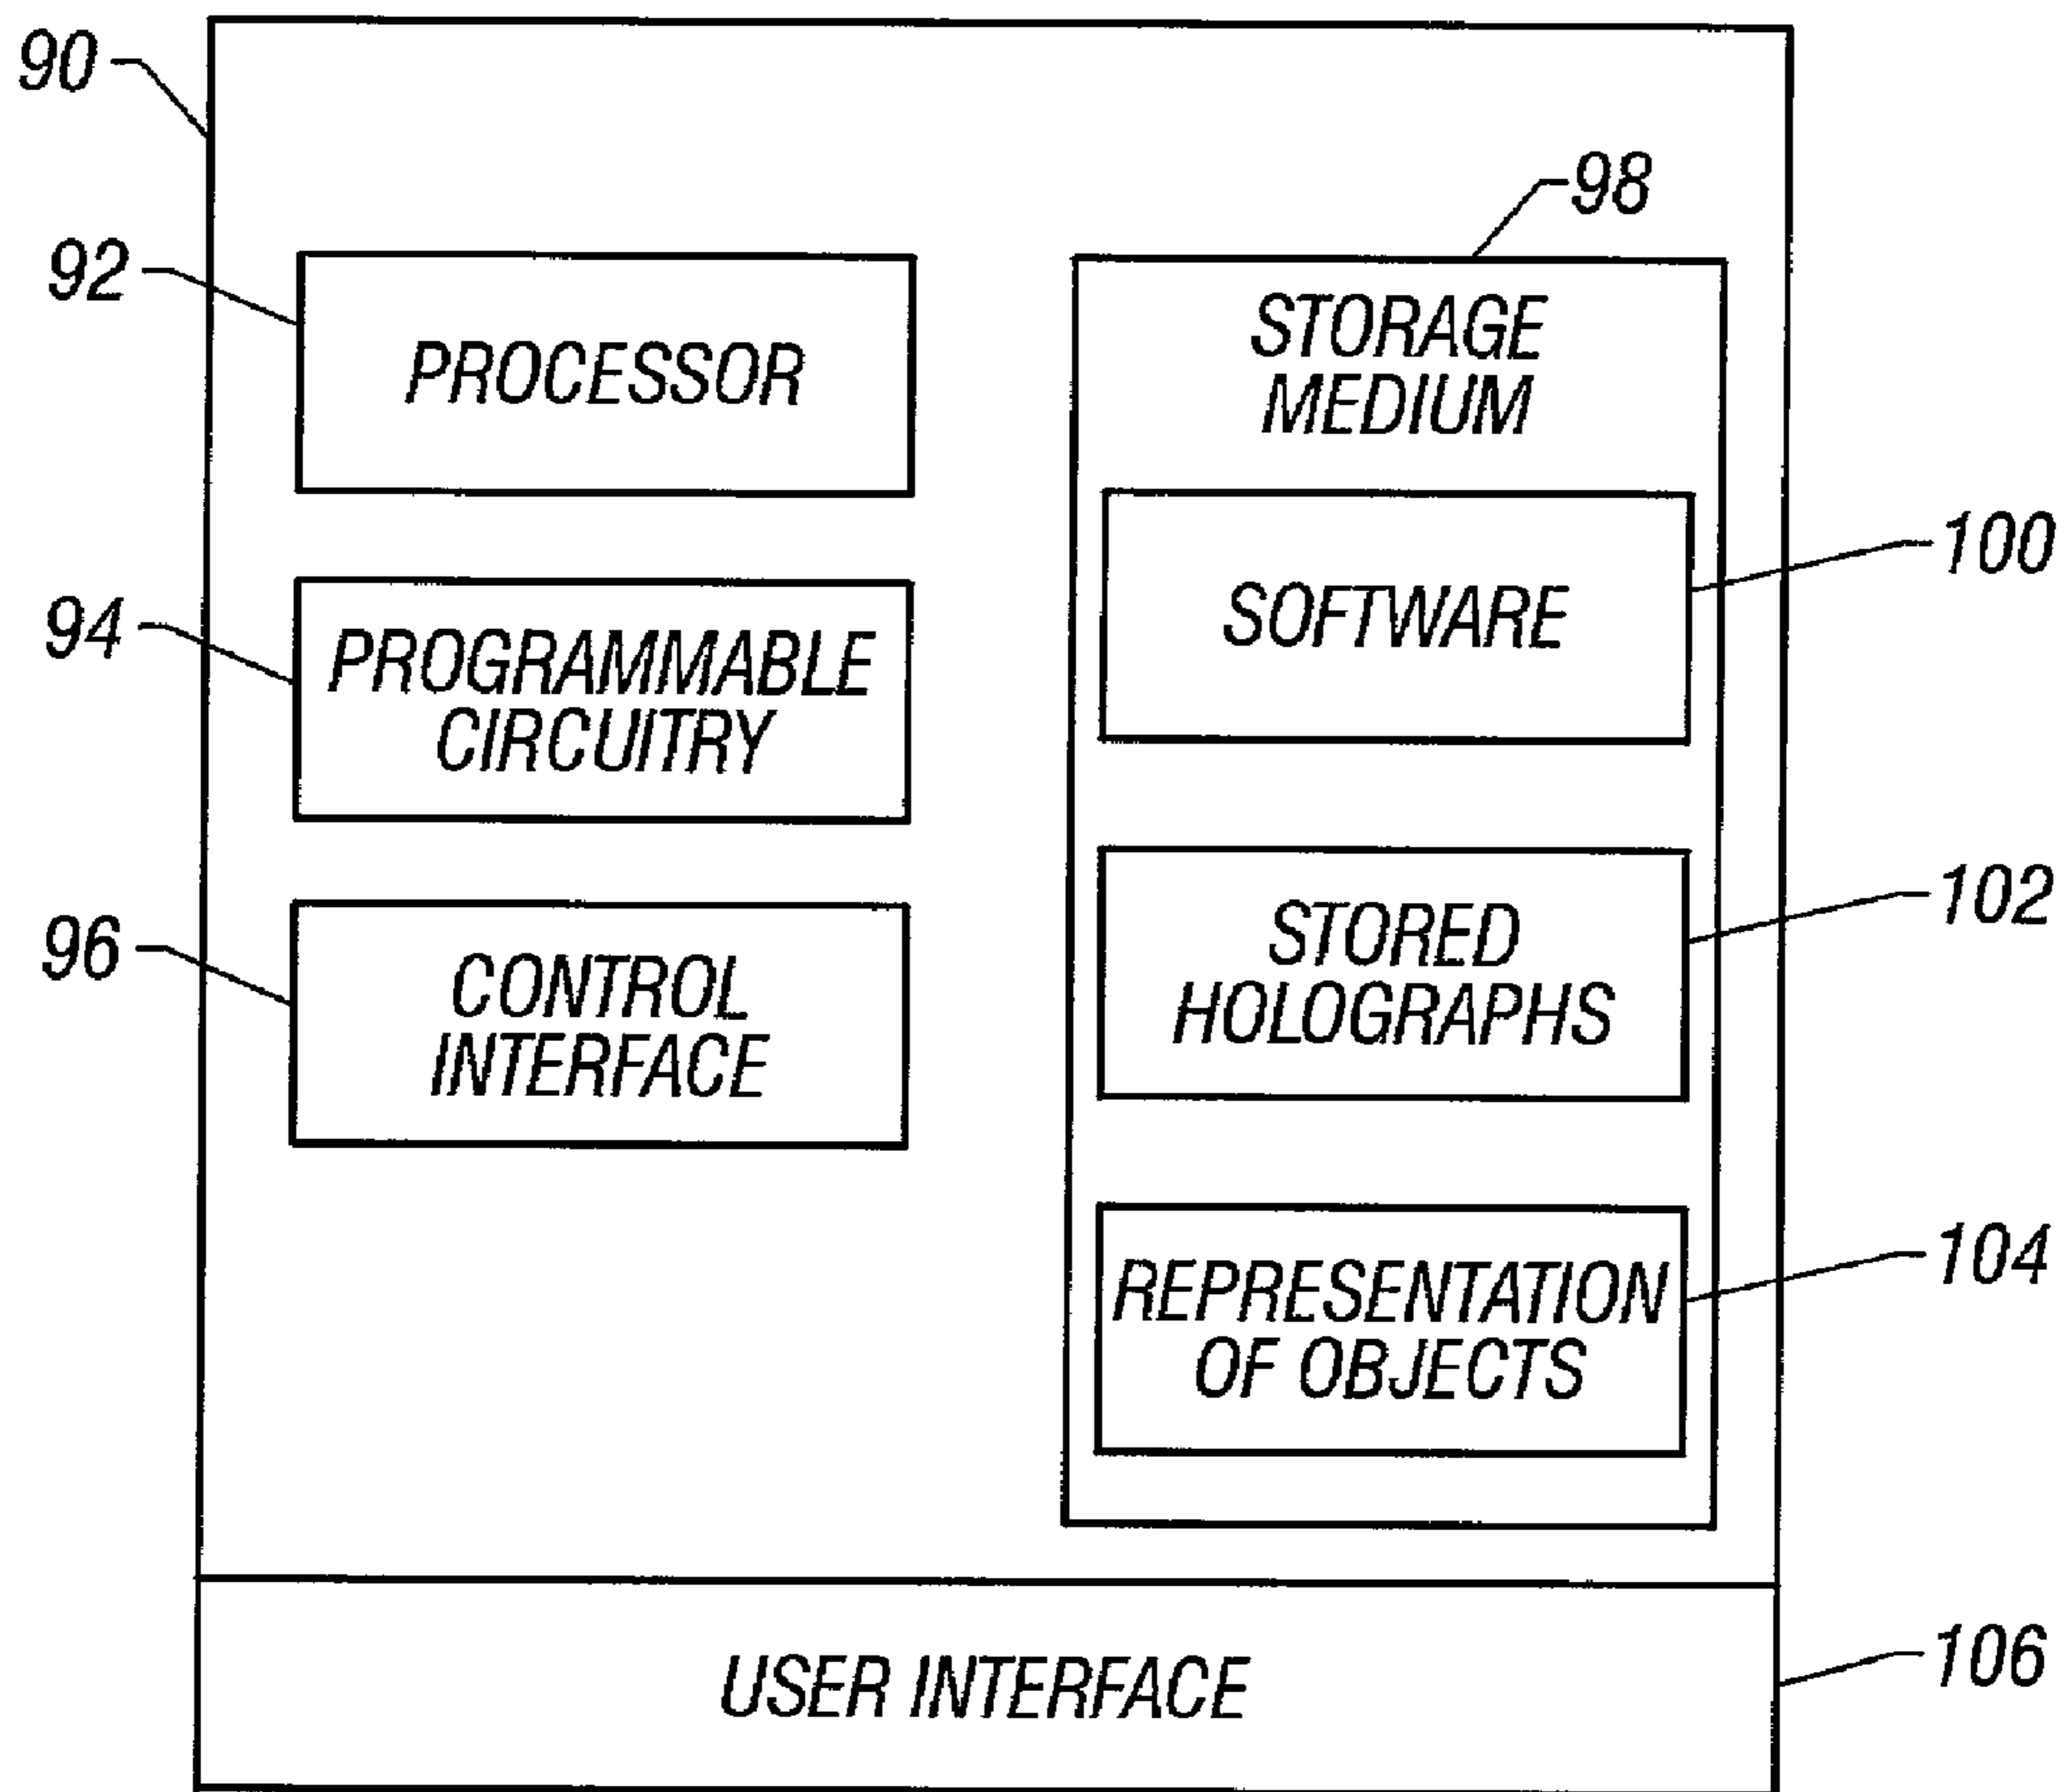 90
98
92
PROCESSOR
STORAGE
MEDIUM
100
SOFTWARE
94
PROGRAMMABLE
CIRCUITRY
102
STORED
HOLOGRAPHS
96
CONTROL
INTERFACE
104
REPRESENTATION
OF OBJECTS
106
USER INTERFACE